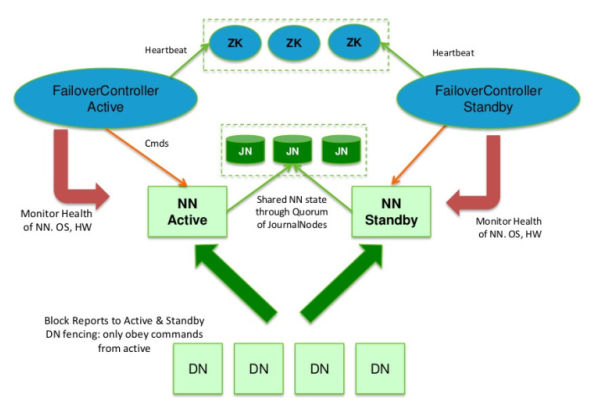 ZK ZK ZK
Heartbeat
Heartbeat
FailoverController
Active
FailoverController
Standby
Cmds
JN JN JN
NN
Active
Shared NN state
through Quorum
of JournalNodes
NN
Standby
Monitor Health
of NN. OS, HW
Monitor Health
of NN. OS, HW
Block Reports to Active & Standby
DN fencing: only obey commands
from active
DN DN DN DN